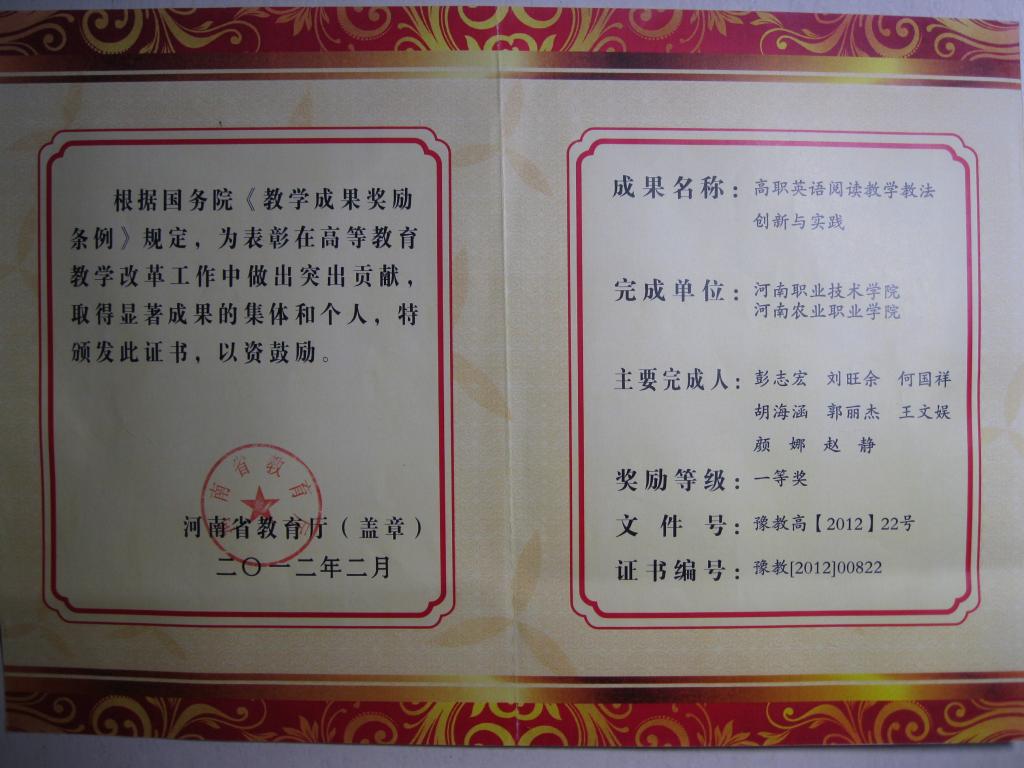 根据国务院《教学成果奖励
条例》规定，为表彰在高等教育
教学改革工作中做出突出贡献，
取得显著成果的集体和个人，特
颁发此证书，以资鼓励。
河南省教育厅（盖章）
二〇一二年二月
成果名称：高职英语阅读教学教法
创新与实践
完成单位：河南职业技术学院
河南农业职业学院
主要完成人：彭志宏 刘旺余 何国祥
胡海涵 郭丽杰 王文娱
颜 娜 赵 静
奖励等级：一等奖
文件号：豫教高【2012】22号
证书编号：豫教[2012]00822